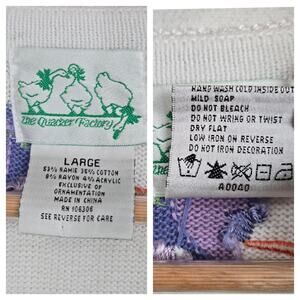 The Quacker Factory
LARGE
53% RAMIE 35% COTTON
8% RAYON 4% ACRYLIC
EXCLUSIVE OF
ORNAMENTATION
MADE IN CHINA
RN 106306
SEE REVERSE FOR CARE
HAND WASH COLD INSIDE OUT
MILD SOAP
DO NOT BLEACH
DO NOT WRING OR TWIST
DRY FLAT
LOW IRON ON REVERSE
DO NOT IRON DECORATION
A0040